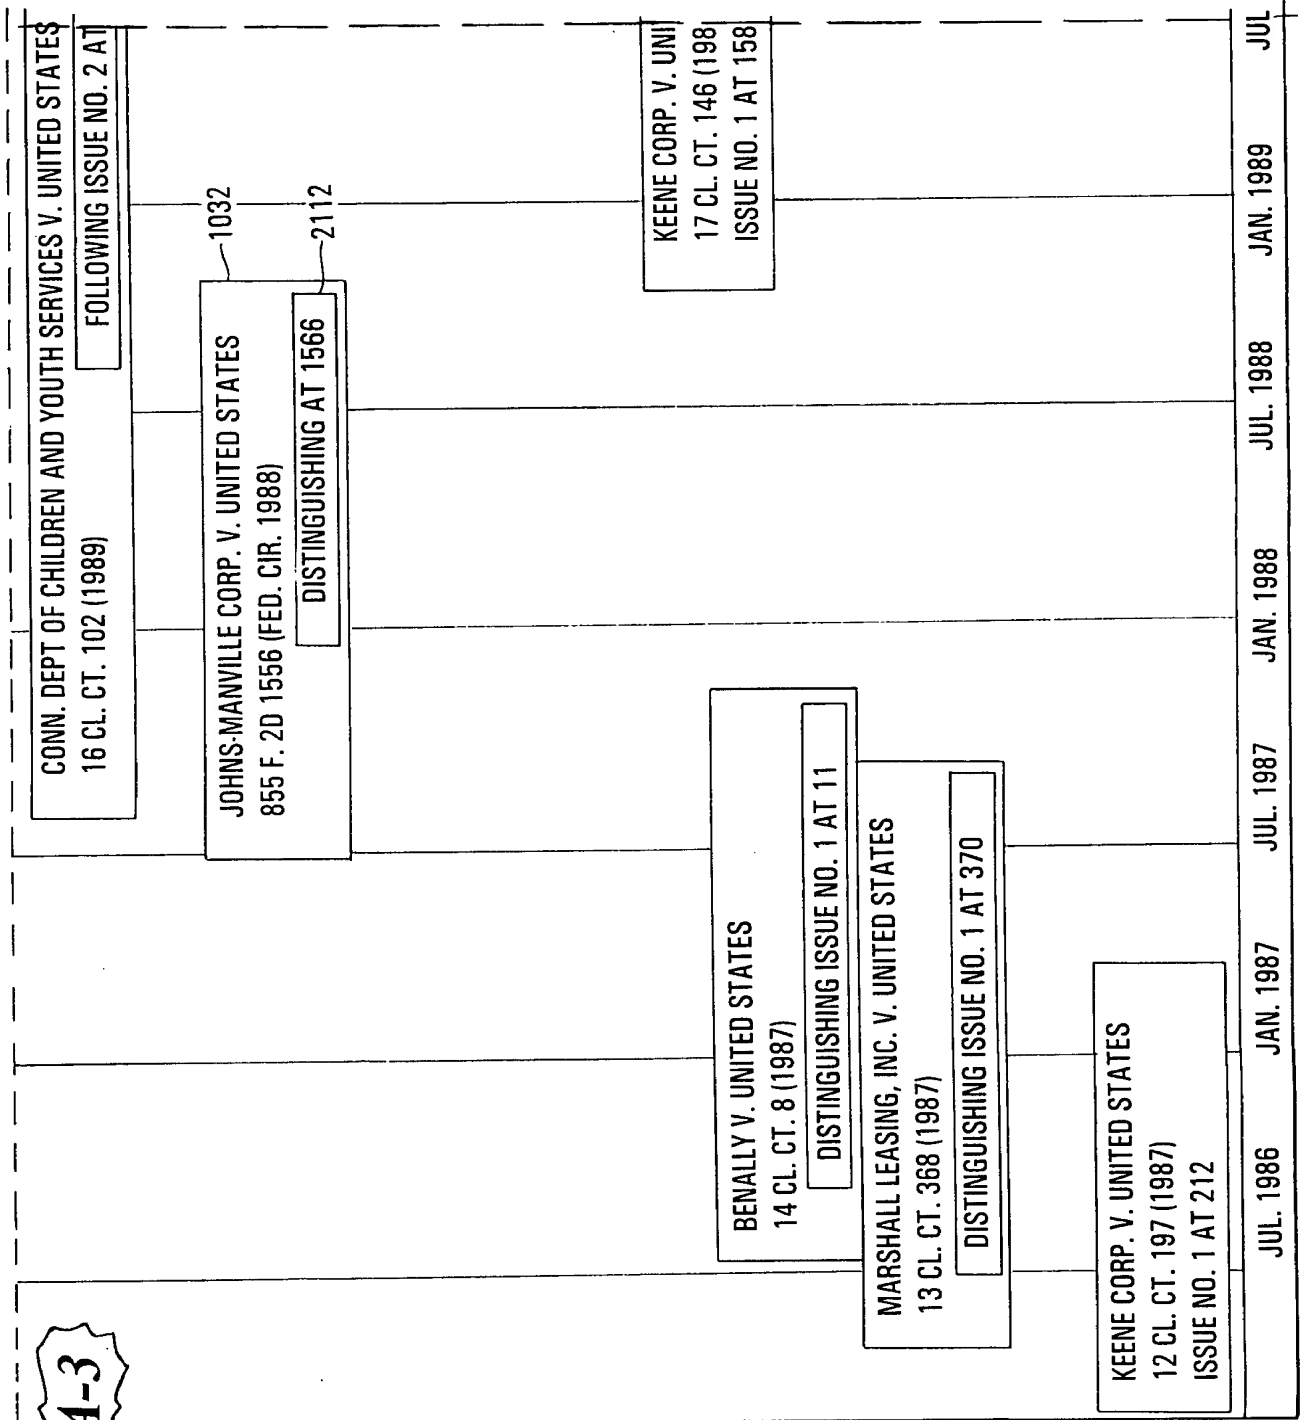 A-3
CONN. DEPT OF CHILDREN AND YOUTH SERVICES V. UNITED STATES
16 CL. CT. 102 (1989)
FOLLOWING ISSUE NO. 2 AT
JOHNS-MANVILLE CORP. V. UNITED STATES
855 F. 2D 1556 (FED. CIR. 1988)
DISTINGUISHING AT 1566
1032
2112
KEENE CORP. V. UNI
17 CL. CT. 146 (198
ISSUE NO. 1 AT 158
BENALLY V. UNITED STATES
14 CL. CT. 8 (1987)
DISTINGUISHING ISSUE NO. 1 AT 11
MARSHALL LEASING, INC. V. UNITED STATES
13 CL. CT. 368 (1987)
DISTINGUISHING ISSUE NO. 1 AT 370
KEENE CORP. V. UNITED STATES
12 CL. CT. 197 (1987)
ISSUE NO. 1 AT 212
JUL. 1986 JAN. 1987 JUL. 1987 JAN. 1988 JUL. 1988 JAN. 1989 JUL